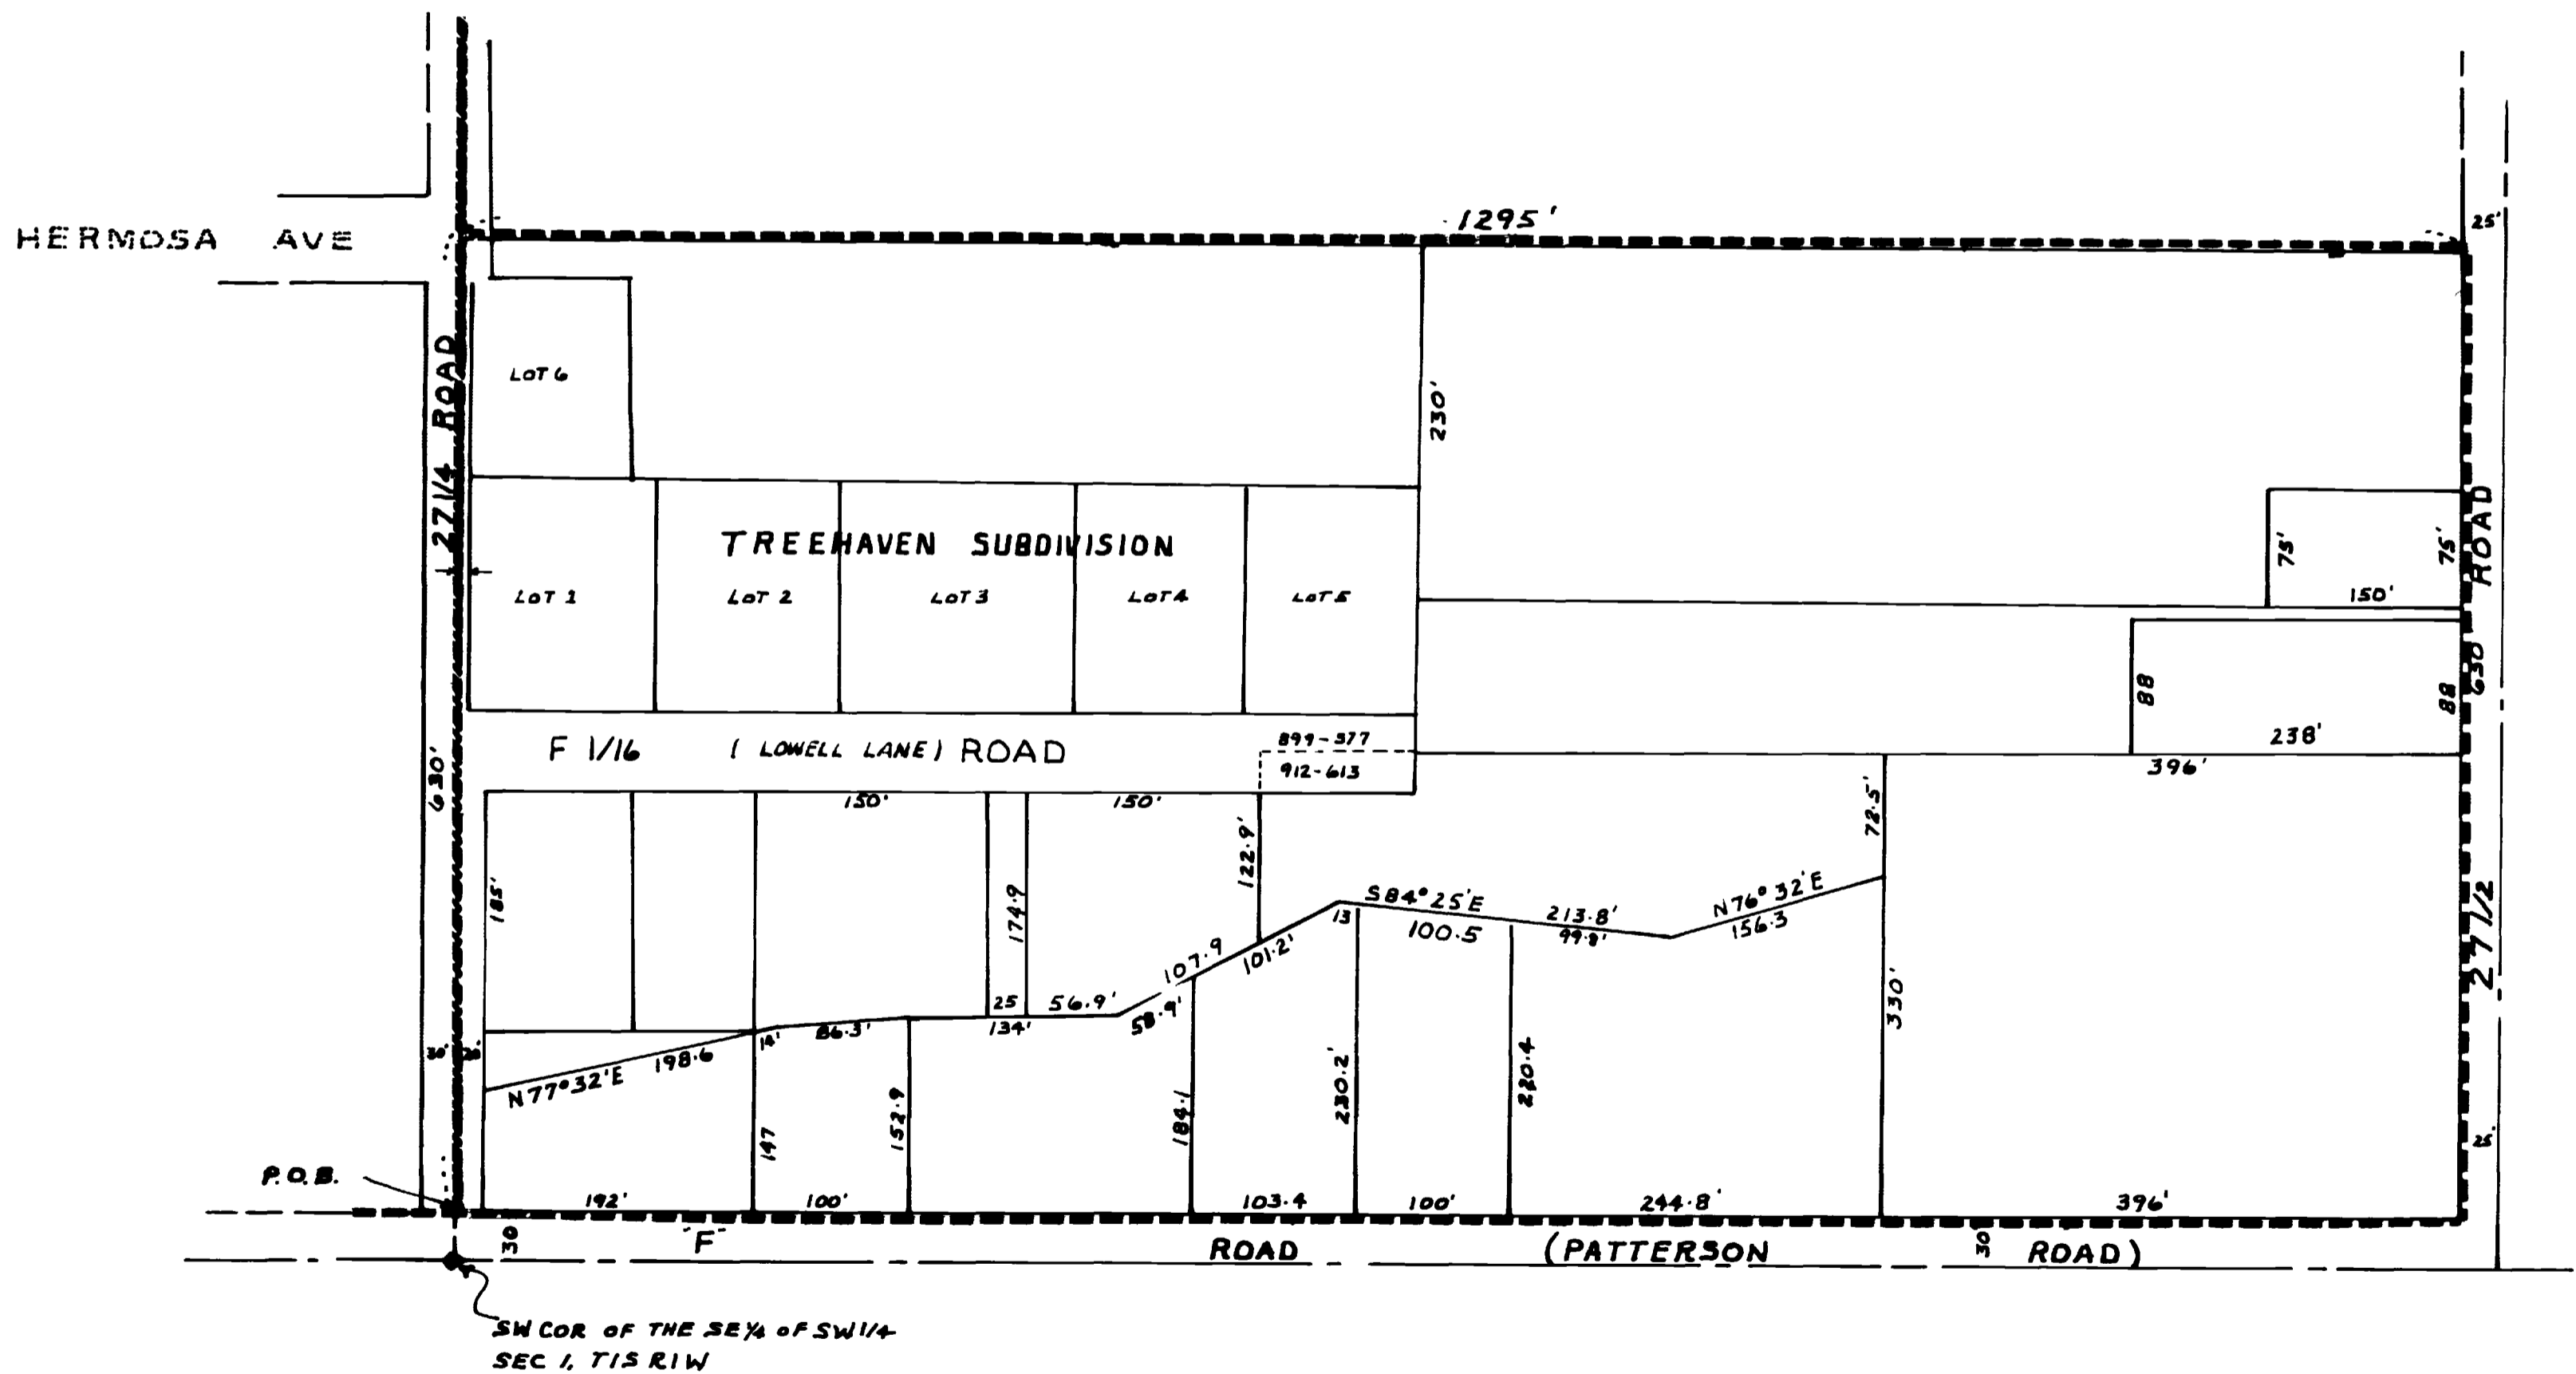 1295'
25'
HERMOSA AVE
27 1/4 ROAD
LOT 6
230'
TREEHAVEN SUBDIVISION
LOT 1
LOT 2
LOT 3
LOT 4
LOT 5
75'
75'
150'
ROAD
630
88
88
238'
396'
F 1/16 (LOWELL LANE) ROAD
899-577
912-613
630'
150'
150'
72.5'
122.9'
185'
174.9
S84°25'E
213.8'
N76°32'E
13
100.5
99.8'
156.3
27 1/2
107.9
101.2'
25
56.9'
58.9'
134'
86.3'
14'
330'
30'
198.6
N77°32'E
230.2'
220.4
152.9
184.1
147
25'
P.O.B.
192'
100'
103.4
100'
244.8'
396'
30
"F" ROAD (PATTERSON ROAD)
30
SW COR OF THE SE1/4 OF SW1/4
SEC 1, T1S R1W